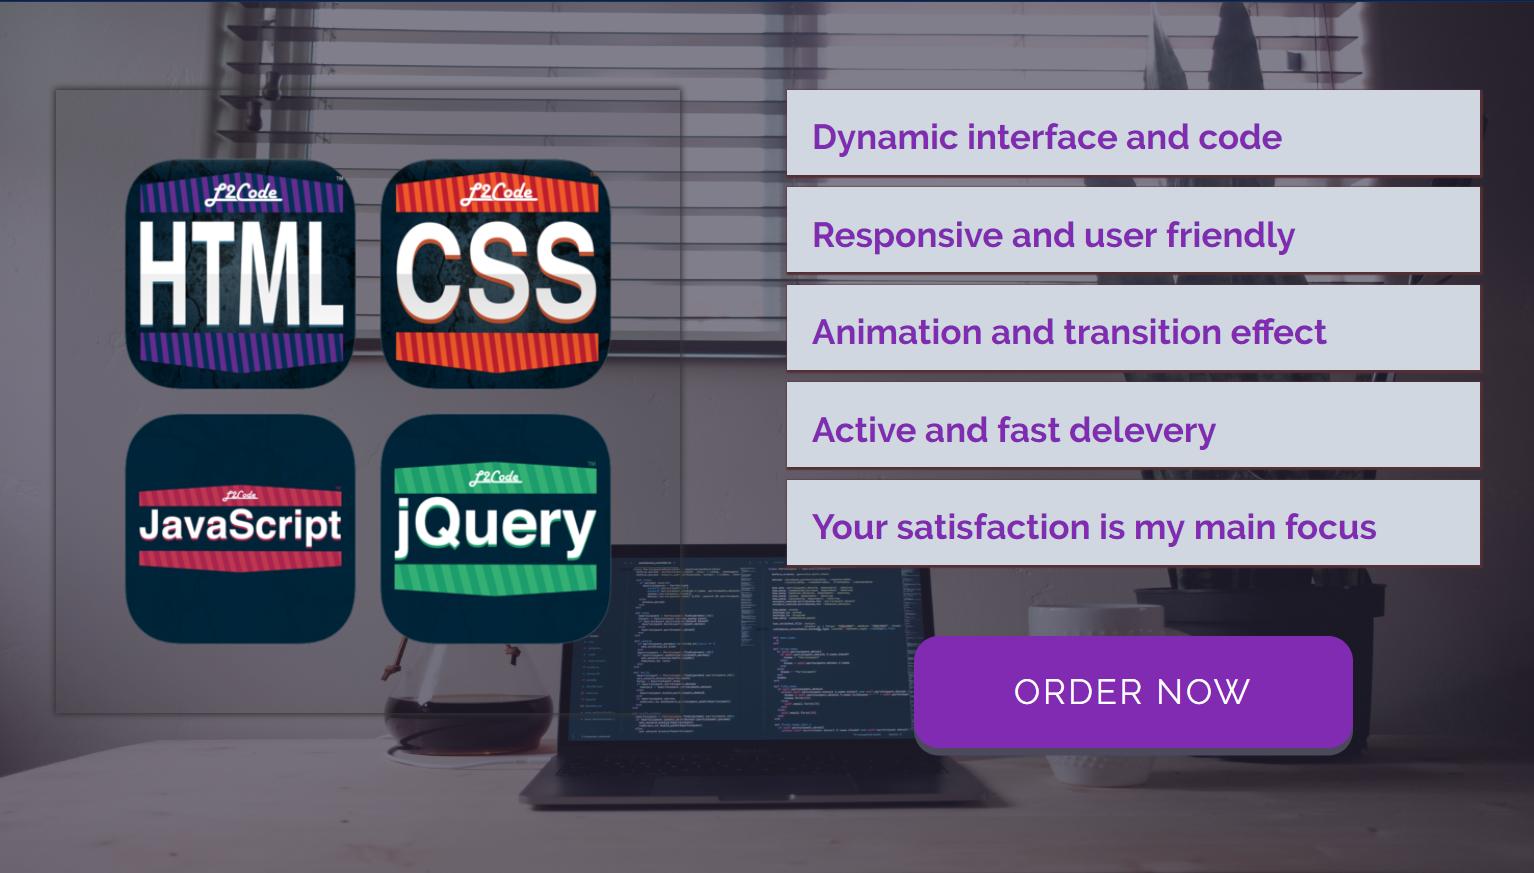 L2Code
HTML
L2Code
CSS
L2Code
JavaScript
L2Code
jQuery
Dynamic interface and code
Responsive and user friendly
Animation and transition effect
Active and fast delevery
Your satisfaction is my main focus
ORDER NOW